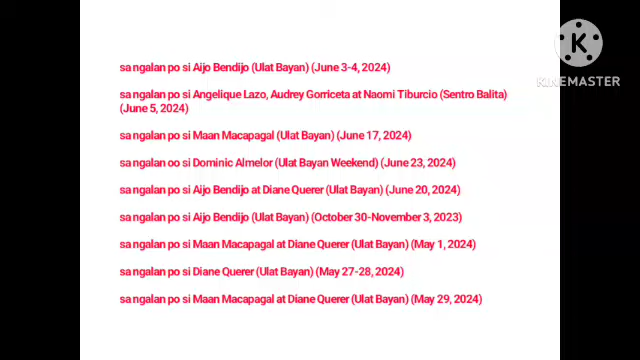 sa ngalan po si Aijo Bendijo (Ulat Bayan) (June 3-4, 2024)
sa ngalan po si Angelique Lazo, Audrey Gorriceta at Naomi Tiburcio (Sentro Balita)
(June 5, 2024)
sa ngalan po si Maan Macapagal (Ulat Bayan) (June 17, 2024)
sa ngalan oo si Dominic Almelor (Ulat Bayan Weekend) (June 23, 2024)
sa ngalan po si Aijo Bendijo at Diane Querer (Ulat Bayan) (June 20, 2024)
sa ngalan po si Aijo Bendijo (Ulat Bayan) (October 30-November 3, 2023)
sa ngalan po si Maan Macapagal at Diane Querer (Ulat Bayan) (May 1, 2024)
sa ngalan po si Diane Querer (Ulat Bayan) (May 27-28, 2024)
sa ngalan po si Maan Macapagal at Diane Querer (Ulat Bayan) (May 29, 2024)
K
KINEMASTER